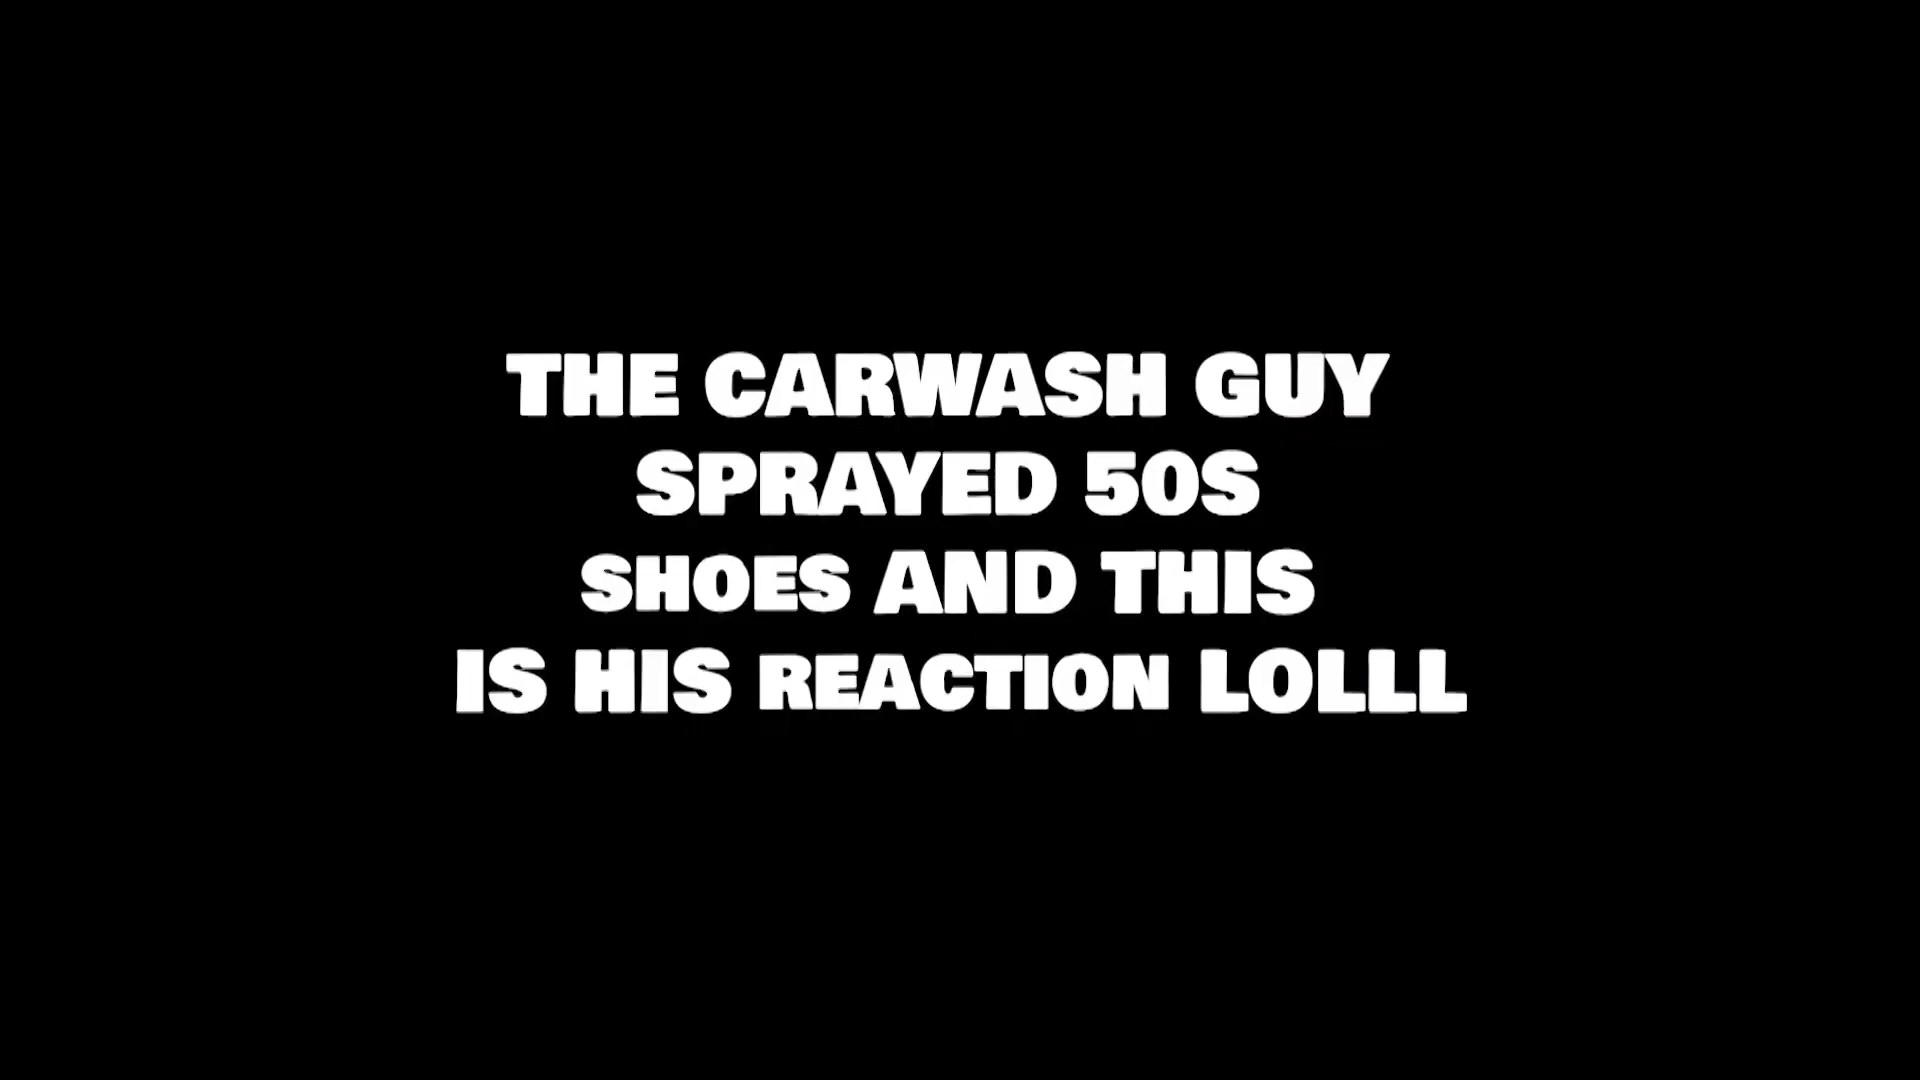 THE CARWASH GUY
SPRAYED 50S
SHOES AND THIS
IS HIS REACTION LOLLL